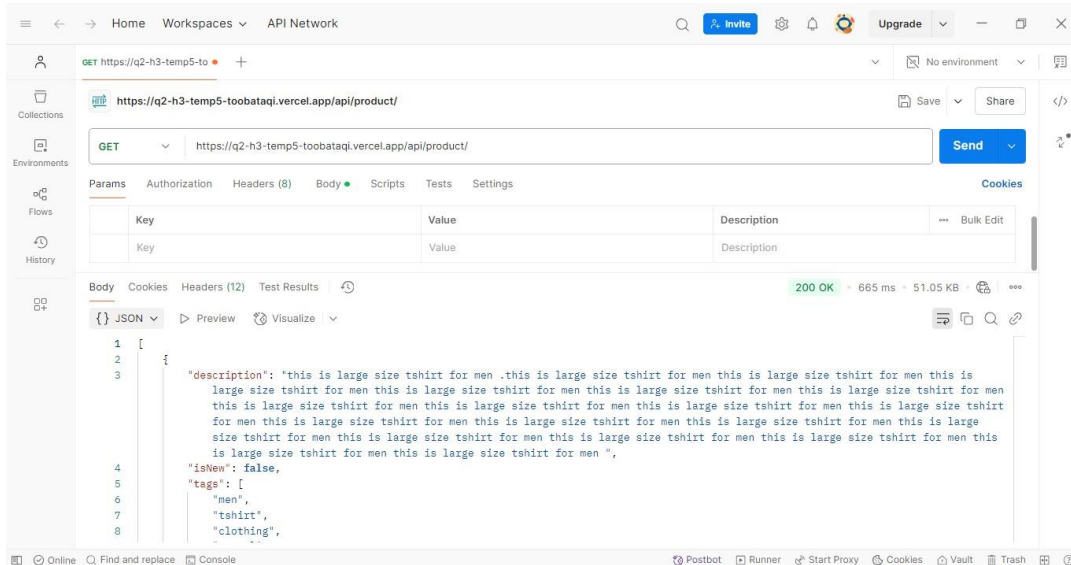 Home Workspaces API Network Invite Upgrade
GET https://q2-h3-temp5-to No environment
Collections
HTTP https://q2-h3-temp5-toobataqi.vercel.app/api/product/ Save Share
Environments
GET https://q2-h3-temp5-toobataqi.vercel.app/api/product/ Send
Params Authorization Headers (8) Body Scripts Tests Settings Cookies
Flows
Key Value Description Bulk Edit
History
Key Value Description
Body Cookies Headers (12) Test Results 200 OK 665 ms 51.05 KB
{} JSON Preview Visualize
1 [
2 {
3 "description": "this is large size tshirt for men .this is large size tshirt for men this is large size tshirt for men this is
large size tshirt for men this is large size tshirt for men this is large size tshirt for men this is large size tshirt for men
this is large size tshirt for men this is large size tshirt for men this is large size tshirt for men this is large size tshirt
for men this is large size tshirt for men this is large size tshirt for men this is large size tshirt for men this is large
size tshirt for men this is large size tshirt for men this is large size tshirt for men this is large size tshirt for men this
is large size tshirt for men this is large size tshirt for men ",
4 "isNew": false,
5 "tags": [
6 "men",
7 "tshirt",
8 "clothing",
Online Find and replace Console Postbot Runner Start Proxy Cookies Vault Trash